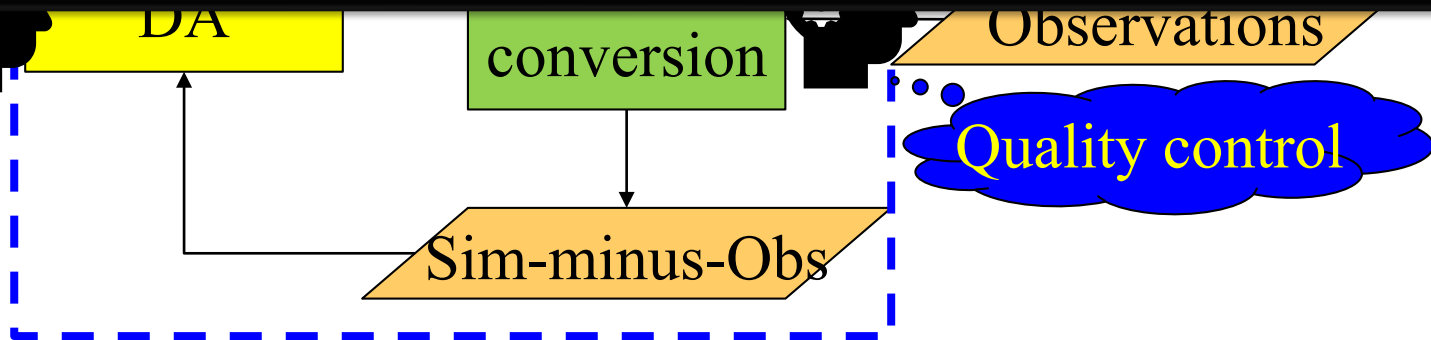 DA
conversion
Observations
Quality control
Sim-minus-Obs